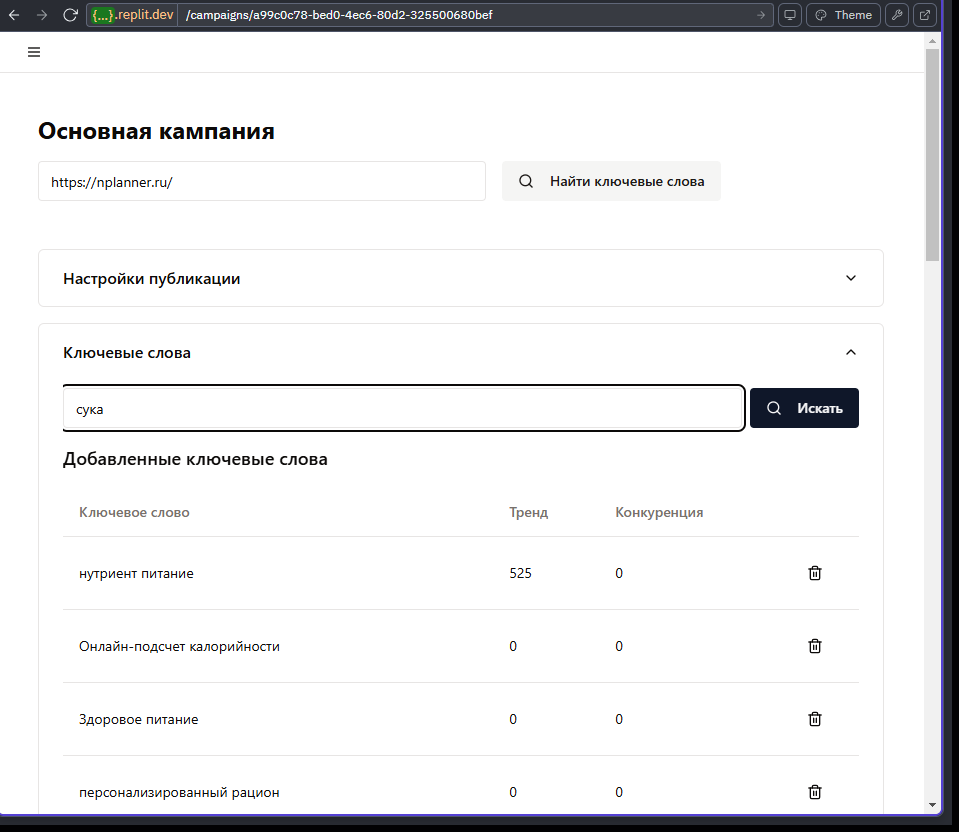 {...}.replit.dev /campaigns/a99c0c78-bed0-4ec6-80d2-325500680bef Theme
Основная кампания
https://nplanner.ru/ Найти ключевые слова
Настройки публикации
Ключевые слова
сука Искать
Добавленные ключевые слова
Ключевое слово Тренд Конкуренция
нутриент питание 525 0
Онлайн-подсчет калорийности 0 0
Здоровое питание 0 0
персонализированный рацион 0 0